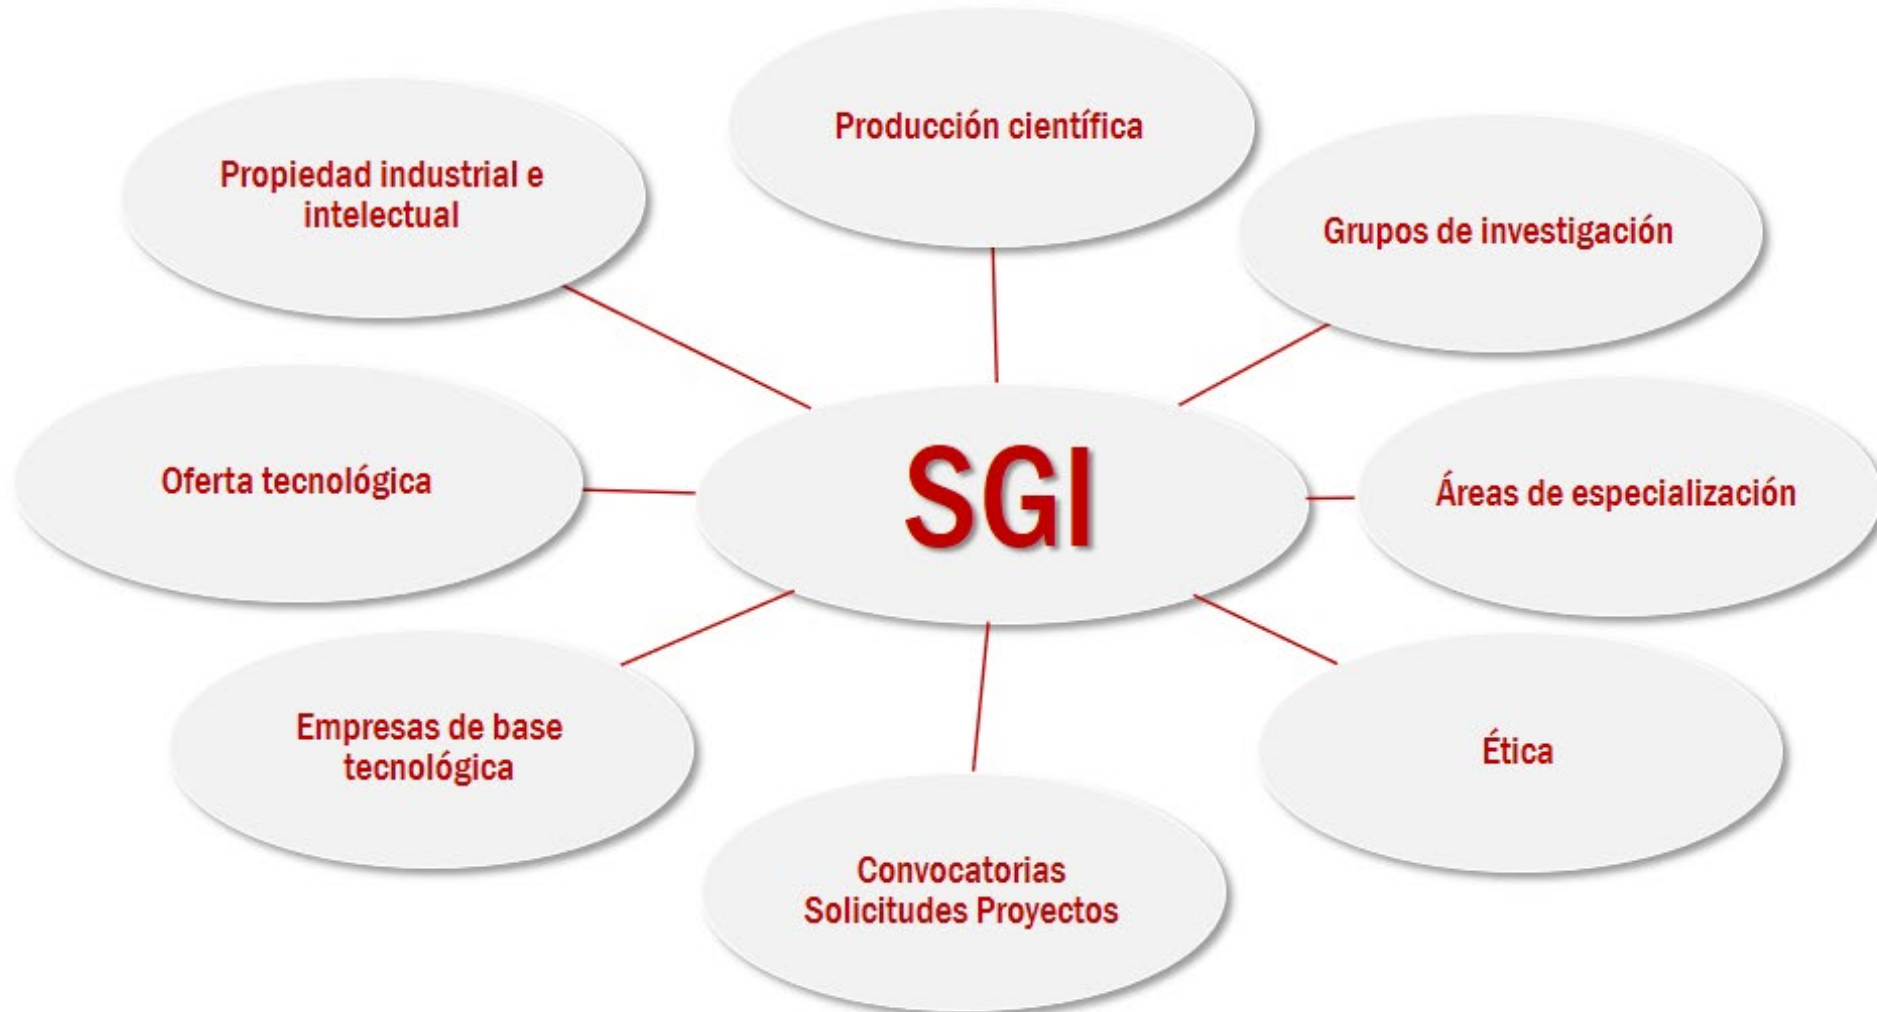 Producción científica
Propiedad industrial e
intelectual
Grupos de investigación
Oferta tecnológica
SGI
Áreas de especialización
Empresas de base
tecnológica
Ética
Convocatorias
Solicitudes Proyectos